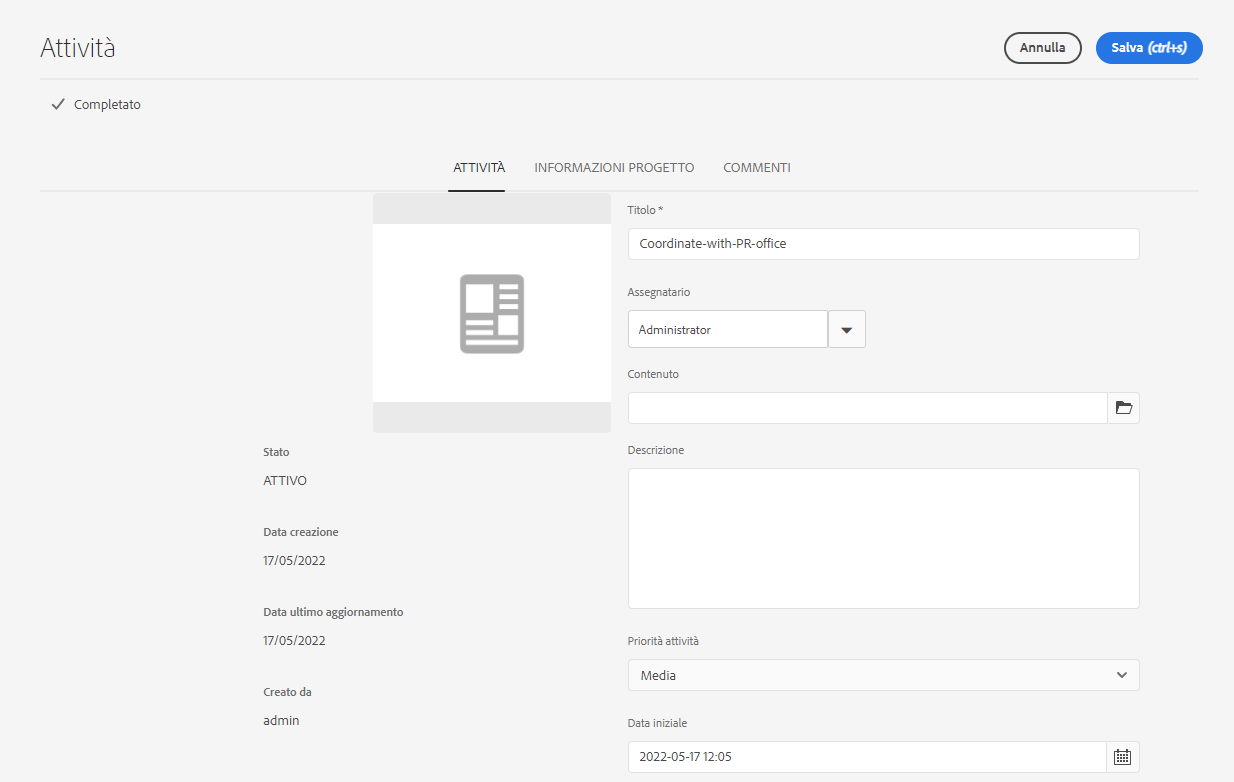 Attività
Annulla
Salva (ctrl+s)
Completato
ATTIVITÀ
INFORMAZIONI PROGETTO
COMMENTI
Stato
ATTIVO
Data creazione
17/05/2022
Data ultimo aggiornamento
17/05/2022
Creato da
admin
Titolo *
Coordinate-with-PR-office
Assegnatario
Administrator
Contenuto
Descrizione
Priorità attività
Media
Data iniziale
2022-05-17 12:05